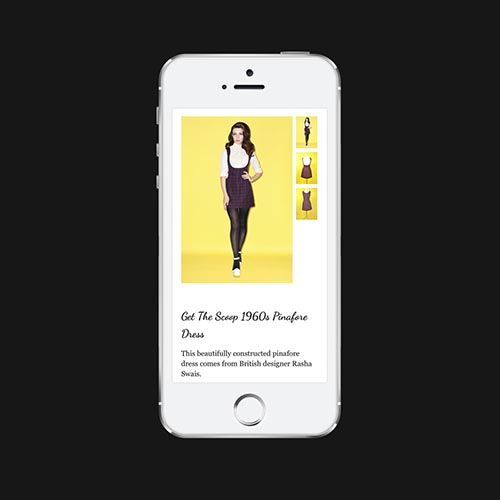 Get The Scoop 1960s Pinafore
Dress
This beautifully constructed pinafore
dress comes from British designer Rasha
Swais.